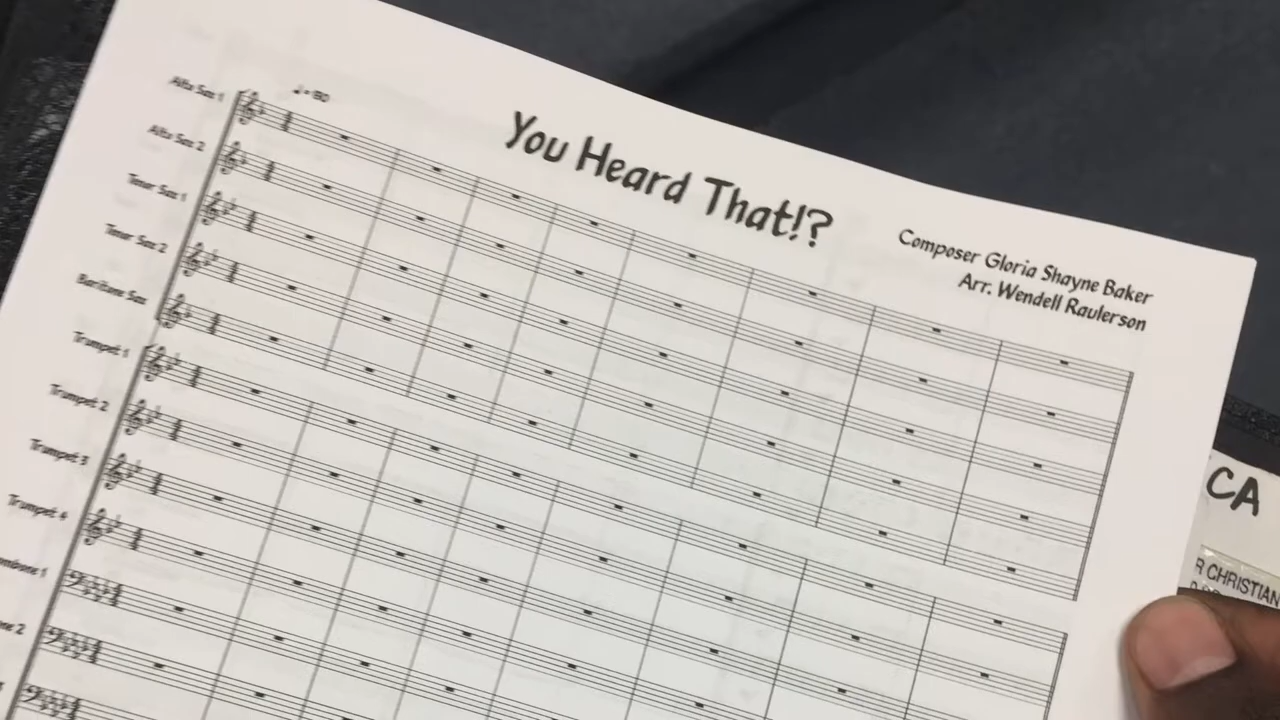 ♩ = 80
You Heard That!?
Composer Gloria Shayne Baker
Arr. Wendell Raulerson
Alto Sax 1
Alto Sax 2
Tenor Sax 1
Tenor Sax 2
Baritone Sax
Trumpet 1
Trumpet 2
Trumpet 3
Trumpet 4
CA
R CHRISTIAN